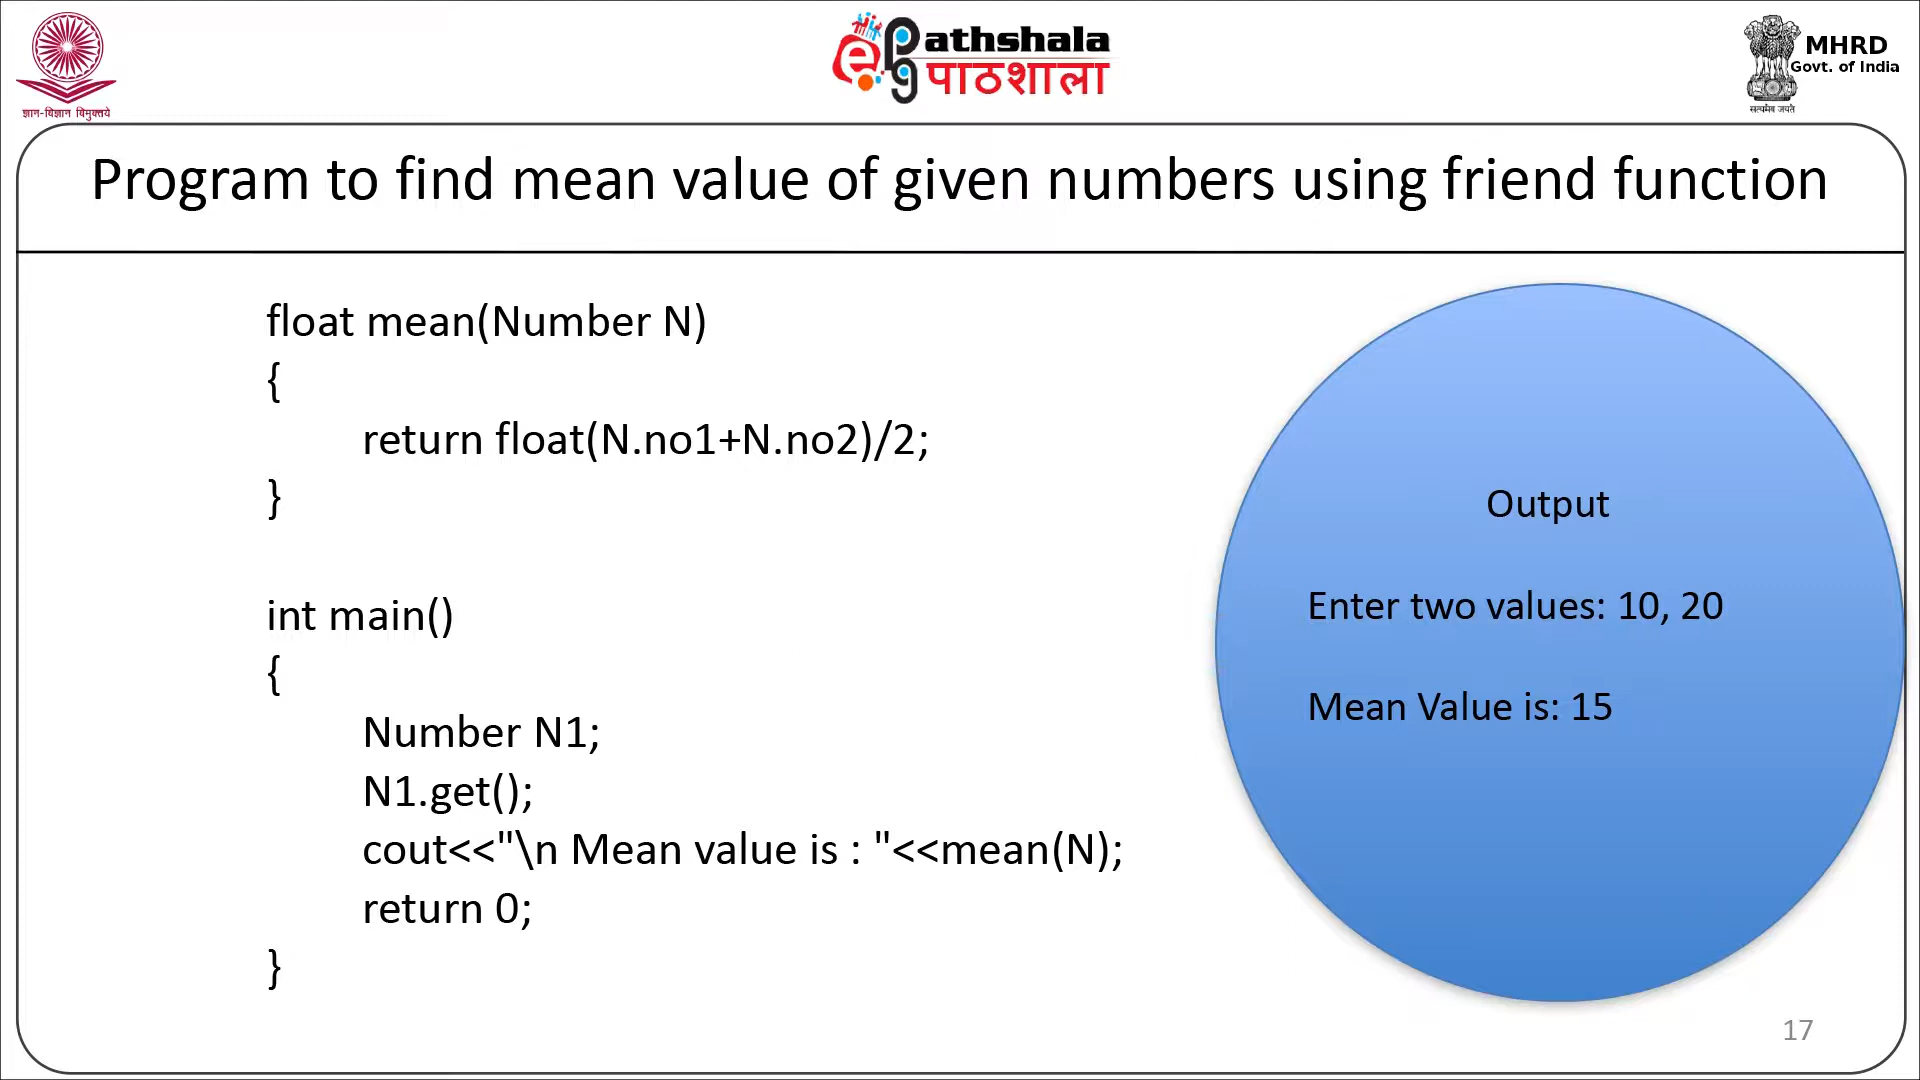 ज्ञान-विज्ञान विमुक्तये
ePg Pathshala
पाठशाला
MHRD
Govt. of India
सत्यमेव जयते
Program to find mean value of given numbers using friend function
float mean(Number N)
{
return float(N.no1+N.no2)/2;
}
int main()
{
Number N1;
N1.get();
cout<<"\n Mean value is : "<<mean(N);
return 0;
}
Output
Enter two values: 10, 20
Mean Value is: 15
17